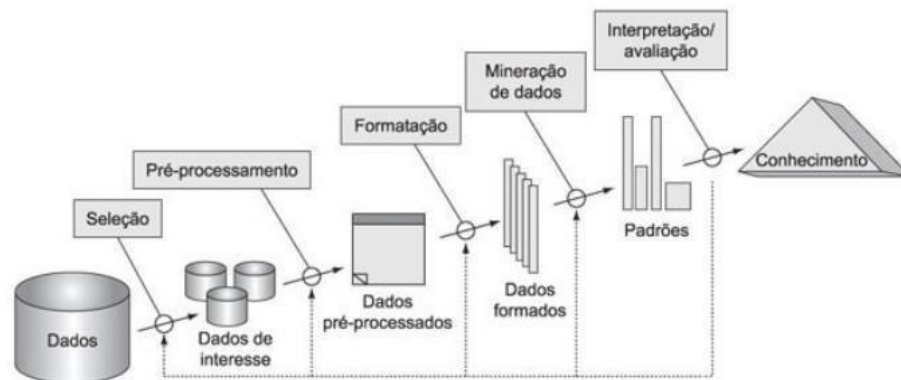 Interpretação/
avaliação
Mineração
de dados
Formatação
Pré-processamento
Seleção
Dados
Dados de
interesse
Dados
pré-processados
Dados
formados
Padrões
Conhecimento